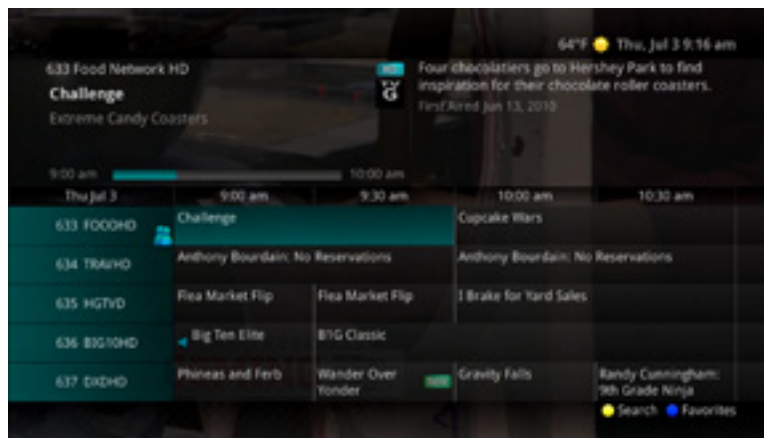 64°F Thu, Jul 3 9:16 am
633 Food Network HD
HD
Challenge
TV G
Extreme Candy Coasters
Four chocolatiers go to Hershey Park to find
inspiration for their chocolate roller coasters.
First Aired Jun 13, 2010
9:00 am 10:00 am
Thu Jul 3 9:00 am 9:30 am 10:00 am 10:30 am
633 FOODHD Challenge Cupcake Wars
634 TRAVHD Anthony Bourdain: No Reservations Anthony Bourdain: No Reservations
635 HGTVD Flea Market Flip Flea Market Flip I Brake for Yard Sales
636 BIG10HD Big Ten Elite B1G Classic
637 DXDHD Phineas and Ferb Wander Over Yonder NEW Gravity Falls Randy Cunningham: 9th Grade Ninja
Search Favorites